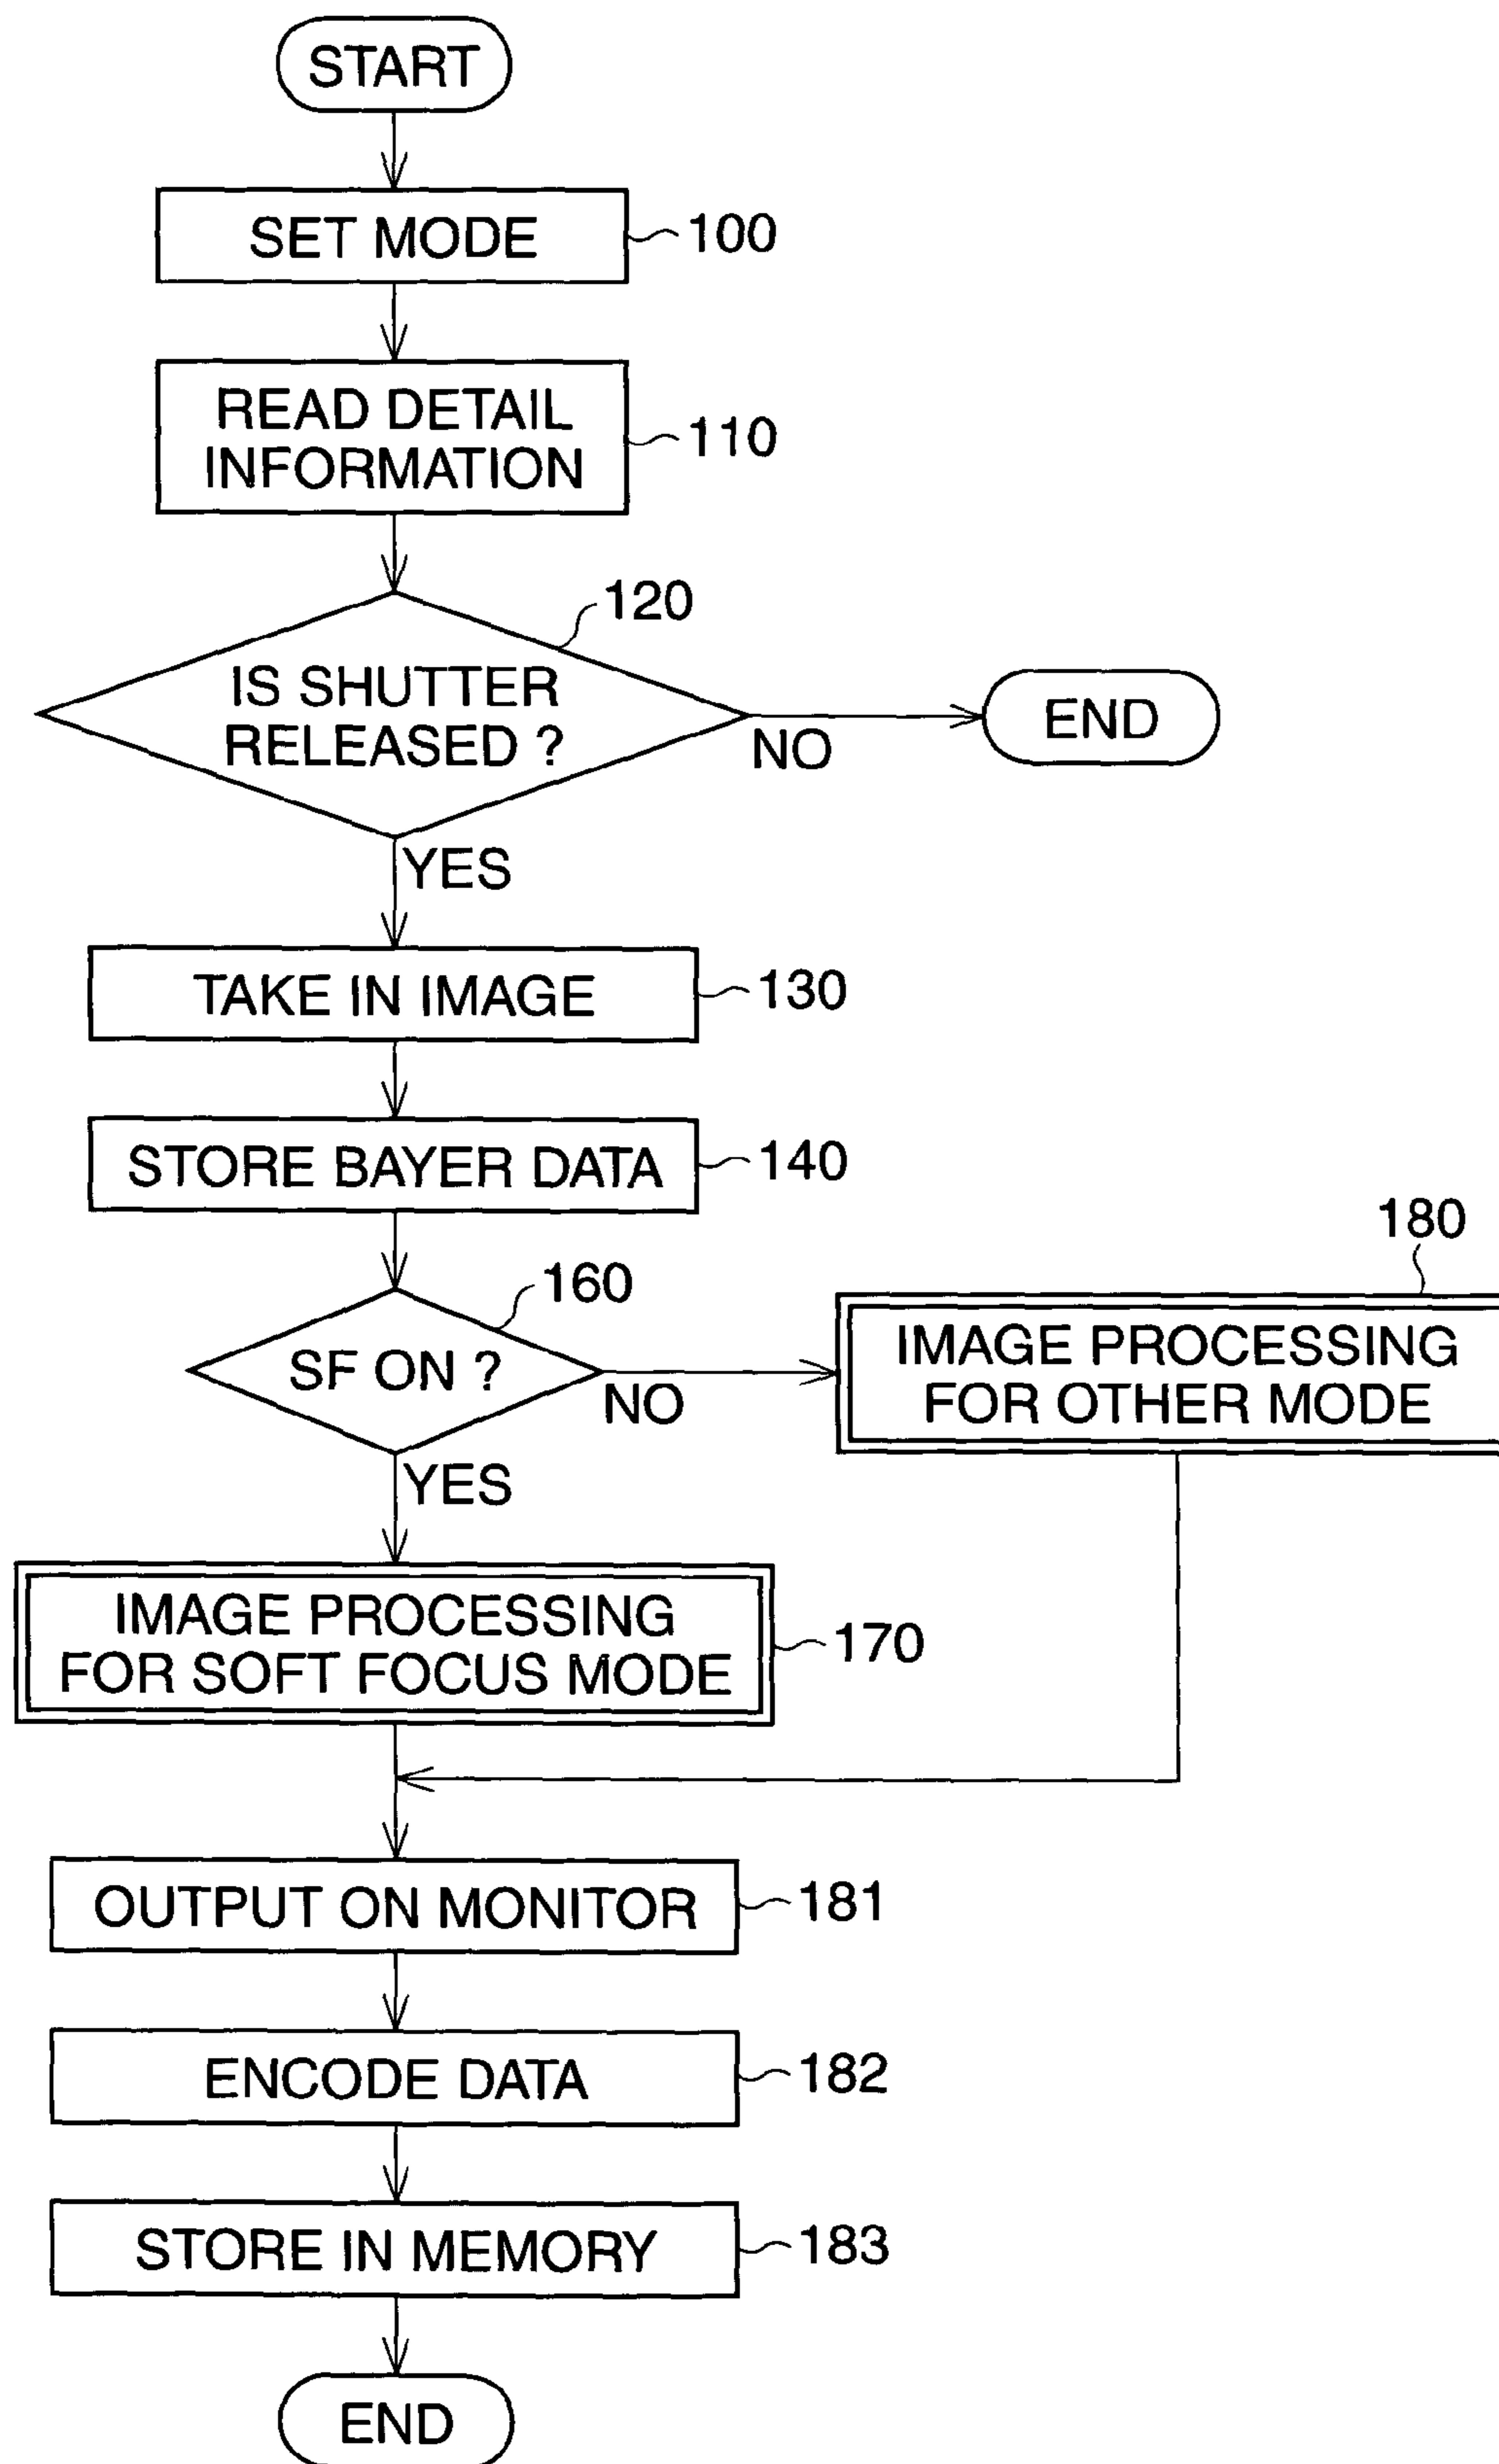 START
SET MODE
100
READ DETAIL
INFORMATION
110
120
IS SHUTTER
RELEASED ?
NO
END
YES
TAKE IN IMAGE
130
STORE BAYER DATA
140
160
SF ON ?
NO
180
IMAGE PROCESSING
FOR OTHER MODE
YES
IMAGE PROCESSING
FOR SOFT FOCUS MODE
170
OUTPUT ON MONITOR
181
ENCODE DATA
182
STORE IN MEMORY
183
END